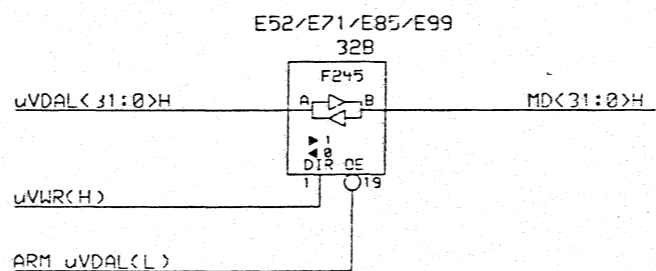 E52/E71/E85/E99
32B
F245
uVDAL<31:0>H
A
B
MD<31:0>H
1
0
DIR OE
1
19
uVWR(H)
ARM uVDAL(L)